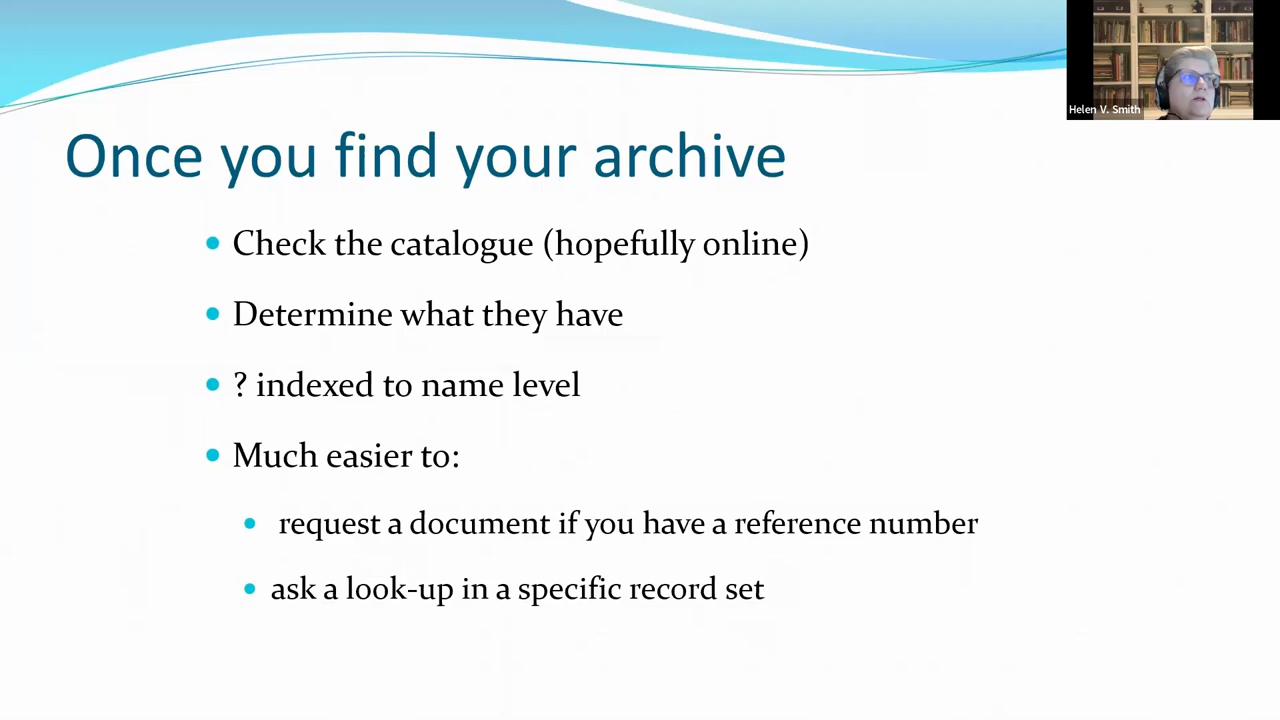 Helen V. Smith
Once you find your archive
Check the catalogue (hopefully online)
Determine what they have
? indexed to name level
Much easier to:
request a document if you have a reference number
ask a look-up in a specific record set